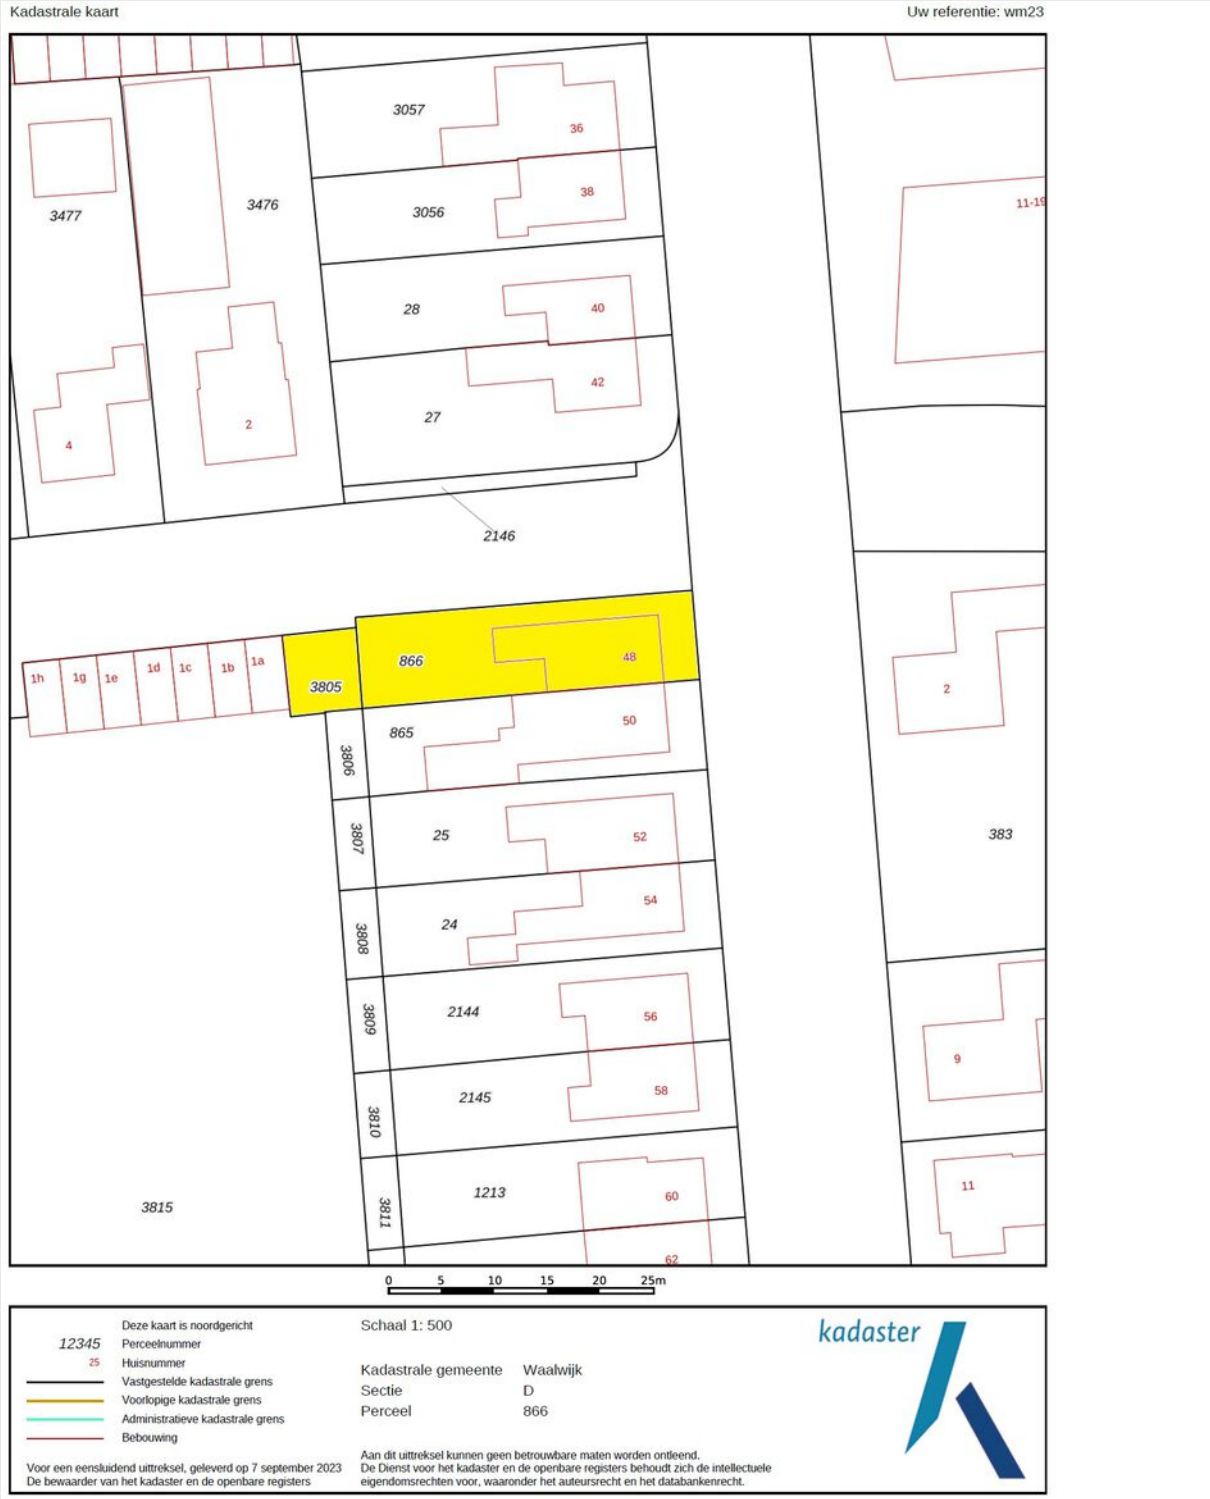 Kadastrale kaart
Uw referentie: wm23
3057
36
11-19
3477
3476
3056
38
28
40
42
27
4
2
2146
1h
1g
1e
1d
1c
1b
1a
3805
866
48
2
865
50
3806
3807
25
52
383
24
54
3808
2144
56
3809
9
2145
58
3810
1213
60
11
3815
3811
62
0 5 10 15 20 25m
Deze kaart is noordgericht
12345 Perceelnummer
25 Huisnummer
Vastgestelde kadastrale grens
Voorlopige kadastrale grens
Administratieve kadastrale grens
Bebouwing
Voor een eensluidend uittreksel, geleverd op 7 september 2023
De bewaarder van het kadaster en de openbare registers
Schaal 1: 500
Kadastrale gemeente Waalwijk
Sectie D
Perceel 866
Aan dit uittreksel kunnen geen betrouwbare maten worden ontleend.
De Dienst voor het kadaster en de openbare registers behoudt zich de intellectuele
eigendomsrechten voor, waaronder het auteursrecht en het databankenrecht.
kadaster